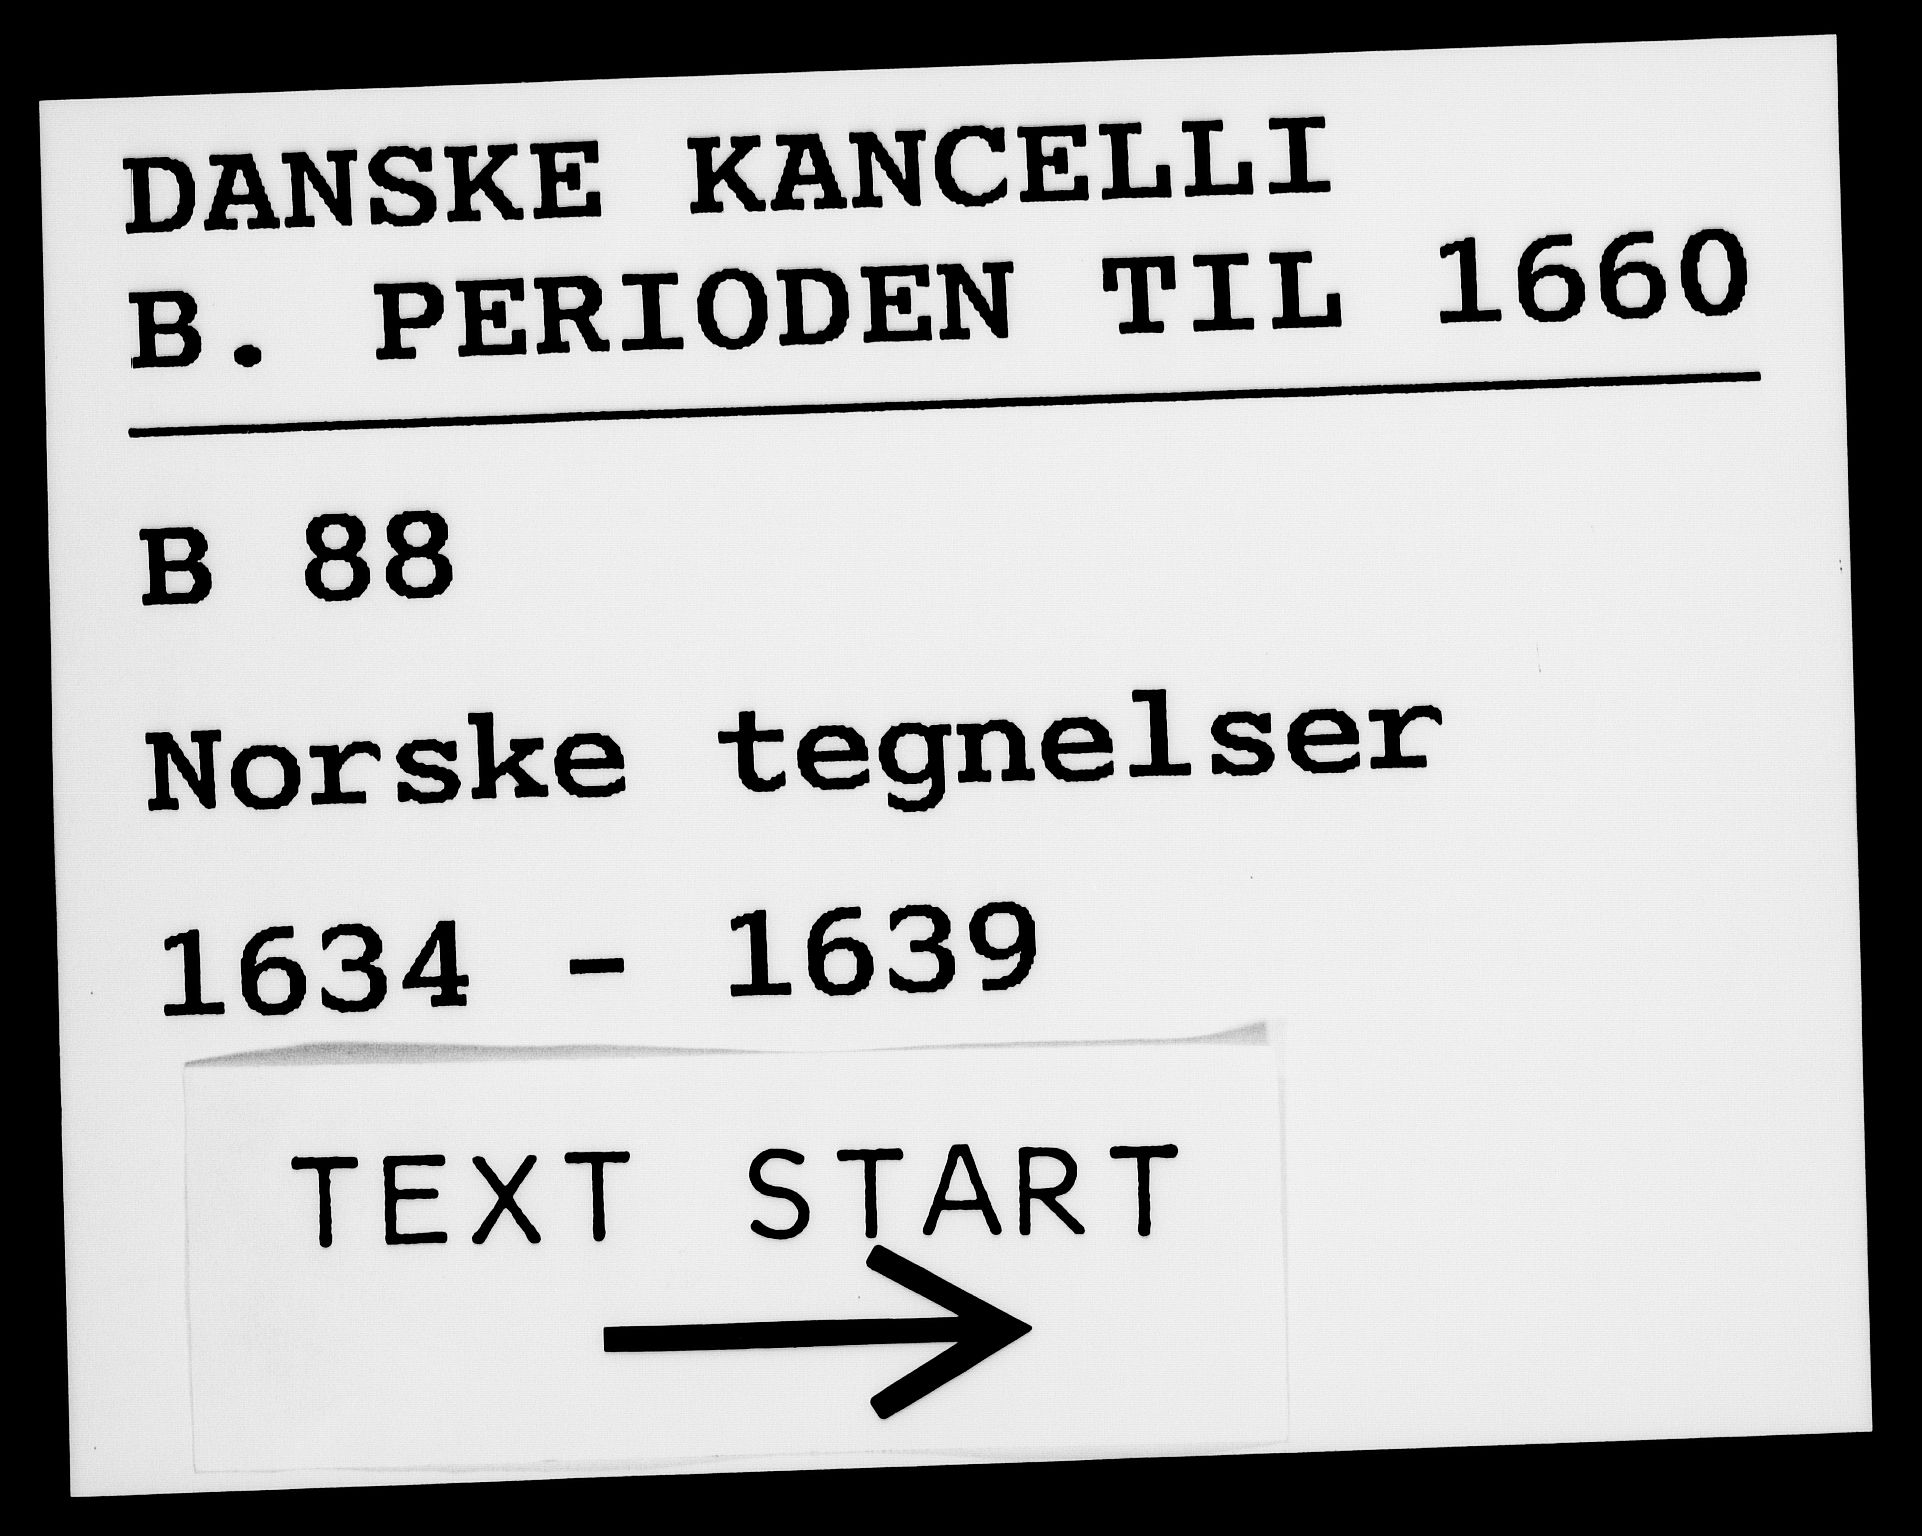 DANSKE KANCELLI
B. PERIODEN TIL 1660
B 88
Norske tegnelser
1634 - 1639
TEXT START